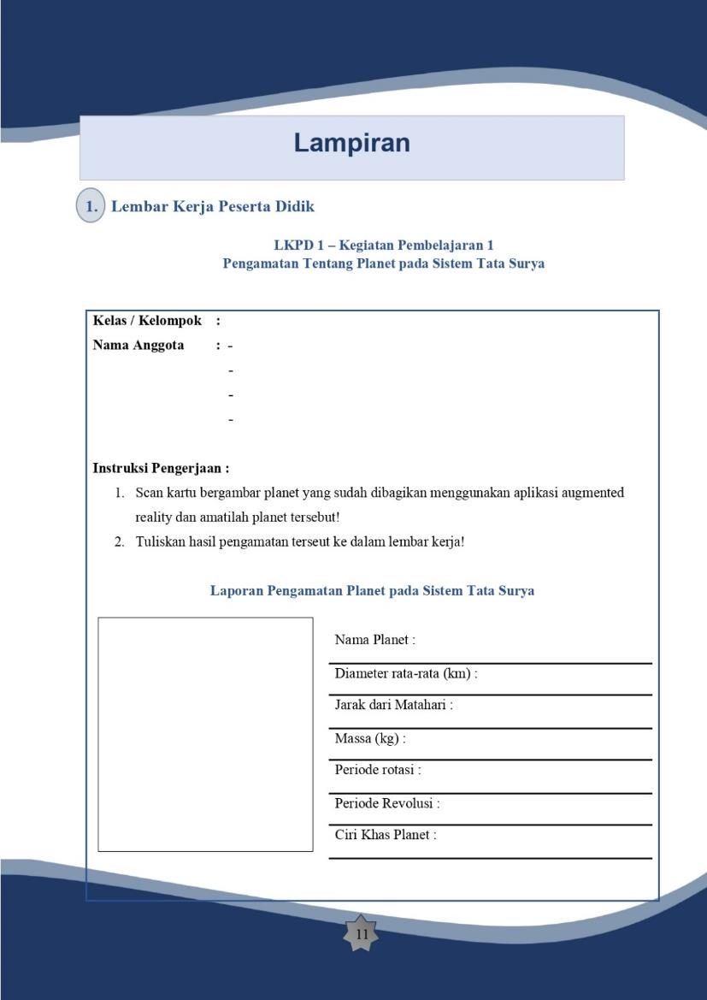 Lampiran
1. Lembar Kerja Peserta Didik
LKPD 1 – Kegiatan Pembelajaran 1
Pengamatan Tentang Planet pada Sistem Tata Surya
Kelas / Kelompok :
Nama Anggota : -
-
-
-
Instruksi Pengerjaan :
1. Scan kartu bergambar planet yang sudah dibagikan menggunakan aplikasi augmented
reality dan amatilah planet tersebut!
2. Tuliskan hasil pengamatan terseut ke dalam lembar kerja!
Laporan Pengamatan Planet pada Sistem Tata Surya
Nama Planet :
Diameter rata-rata (km) :
Jarak dari Matahari :
Massa (kg) :
Periode rotasi :
Periode Revolusi :
Ciri Khas Planet :
11